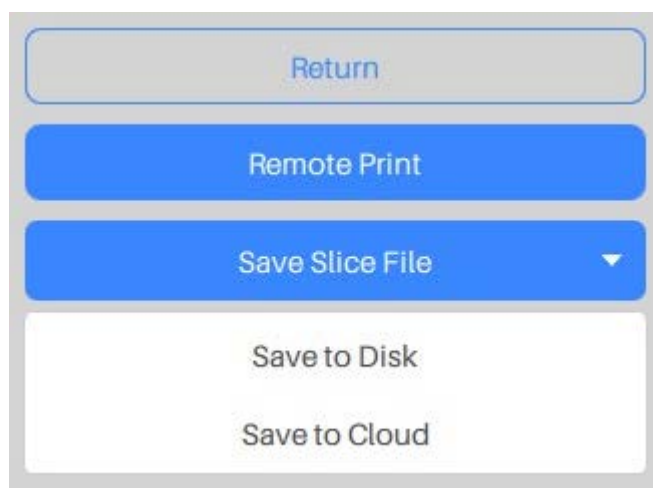 Return
Remote Print
Save Slice File
Save to Disk
Save to Cloud